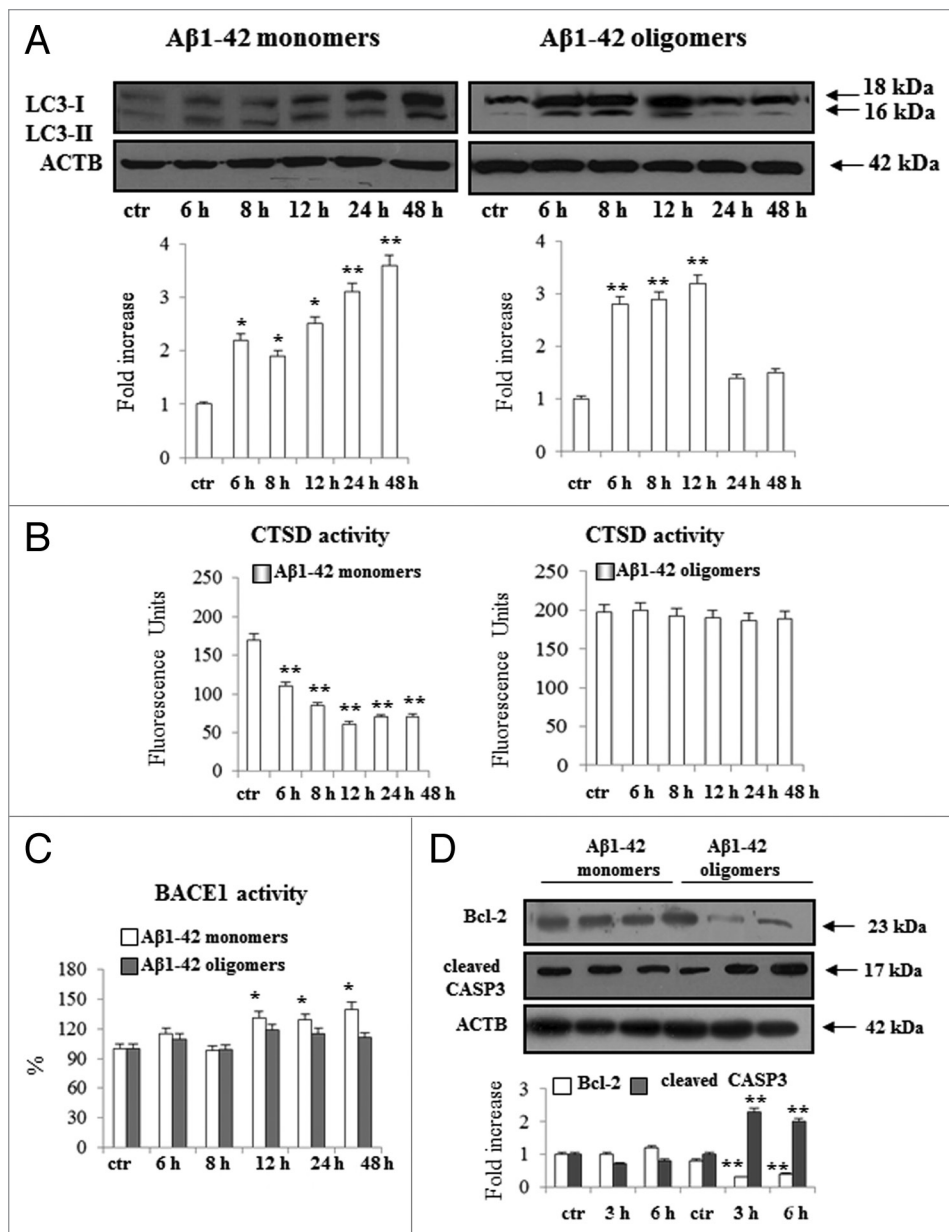 A
Aβ1-42 monomers
Aβ1-42 oligomers
LC3-I
LC3-II
ACTB
18 kDa
16 kDa
42 kDa
ctr 6 h 8 h 12 h 24 h 48 h
ctr 6 h 8 h 12 h 24 h 48 h
Fold increase
4
3
2
1
0
* * * ** **
ctr 6 h 8 h 12 h 24 h 48 h
Fold increase
4
3
2
1
0
** ** **
ctr 6 h 8 h 12 h 24 h 48 h
B
CTSD activity
Aβ1-42 monomers
Fluorescence Units
250
200
150
100
50
0
** ** ** ** **
ctr 6 h 8 h 12 h 24 h 48 h
CTSD activity
Aβ1-42 oligomers
Fluorescence Units
250
200
150
100
50
0
ctr 6 h 8 h 12 h 24 h 48 h
C
BACE1 activity
Aβ1-42 monomers
Aβ1-42 oligomers
%
180
150
120
90
60
30
0
* * *
ctr 6 h 8 h 12 h 24 h 48 h
D
Aβ1-42
monomers
Aβ1-42
oligomers
Bcl-2
23 kDa
cleaved
CASP3
17 kDa
ACTB
42 kDa
Bcl-2 cleaved CASP3
Fold increase
3
2
1
0
** ** ** **
ctr 3 h 6 h ctr 3 h 6 h